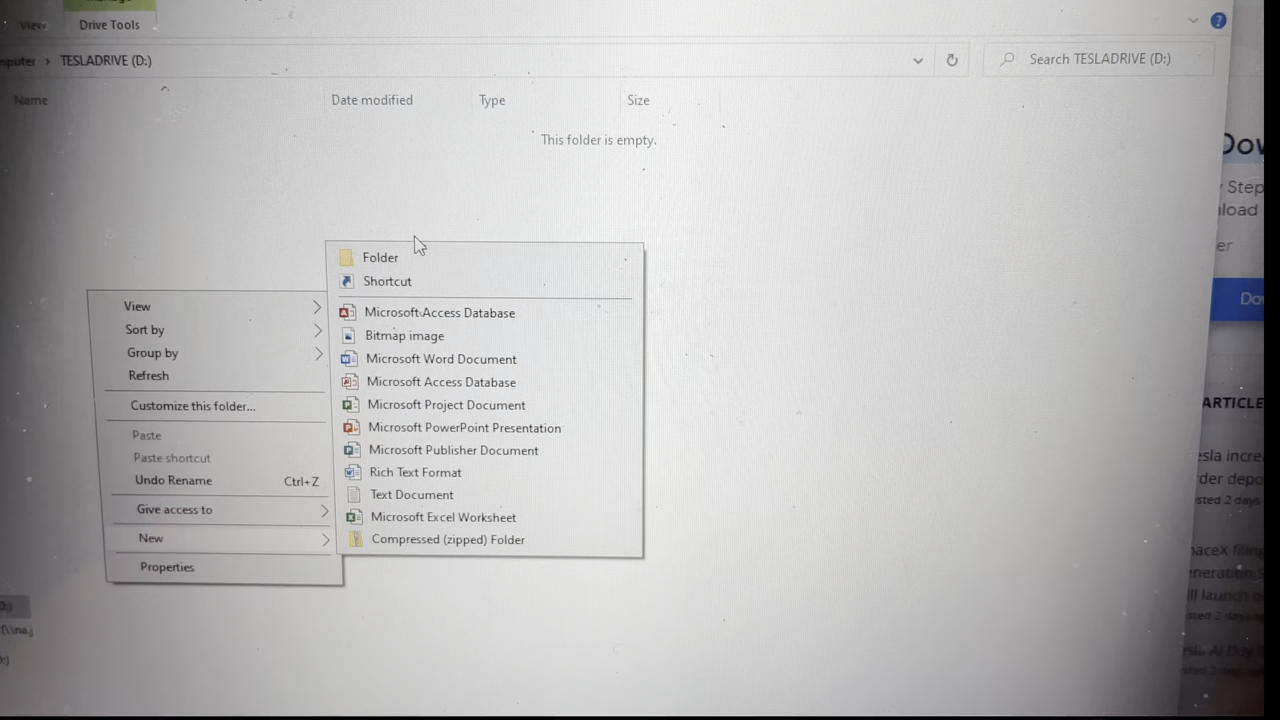 View
Drive Tools
TESLADRIVE (D:)
Search TESLADRIVE (D:)
Name
Date modified
Type
Size
This folder is empty.
Folder
Shortcut
Microsoft Access Database
Bitmap image
Microsoft Word Document
Microsoft Access Database
Microsoft Project Document
Microsoft PowerPoint Presentation
Microsoft Publisher Document
Rich Text Format
Text Document
Microsoft Excel Worksheet
Compressed (zipped) Folder
View
Sort by
Group by
Refresh
Customize this folder...
Paste
Paste shortcut
Undo Rename Ctrl+Z
Give access to
New
Properties
Step
ARTICLE